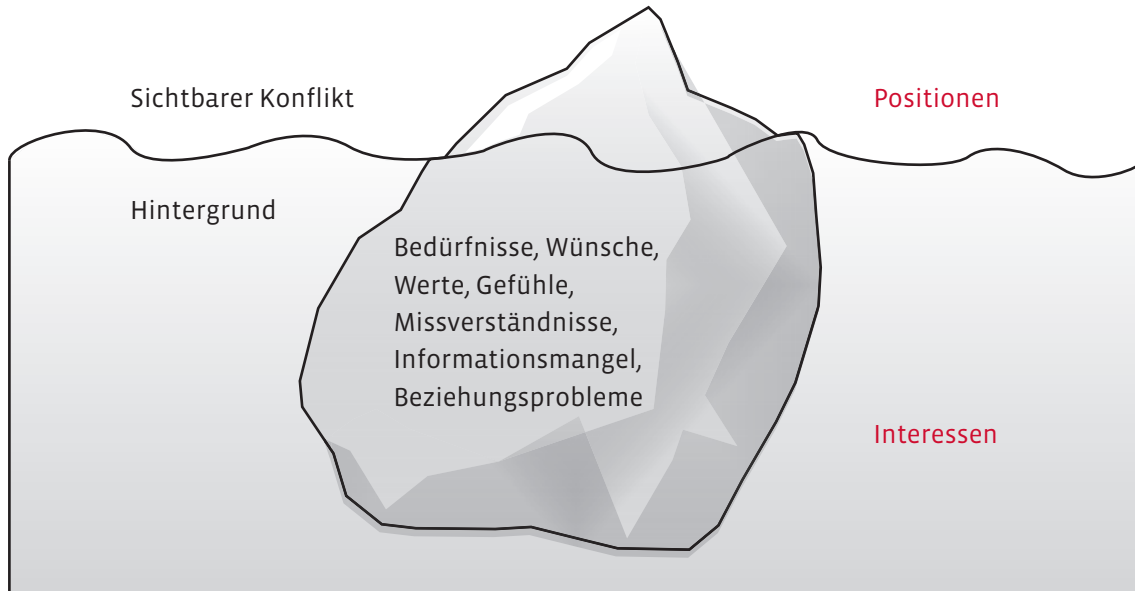 Sichtbarer Konflikt
Positionen
Hintergrund
Bedürfnisse, Wünsche,
Werte, Gefühle,
Missverständnisse,
Informationsmangel,
Beziehungsprobleme
Interessen